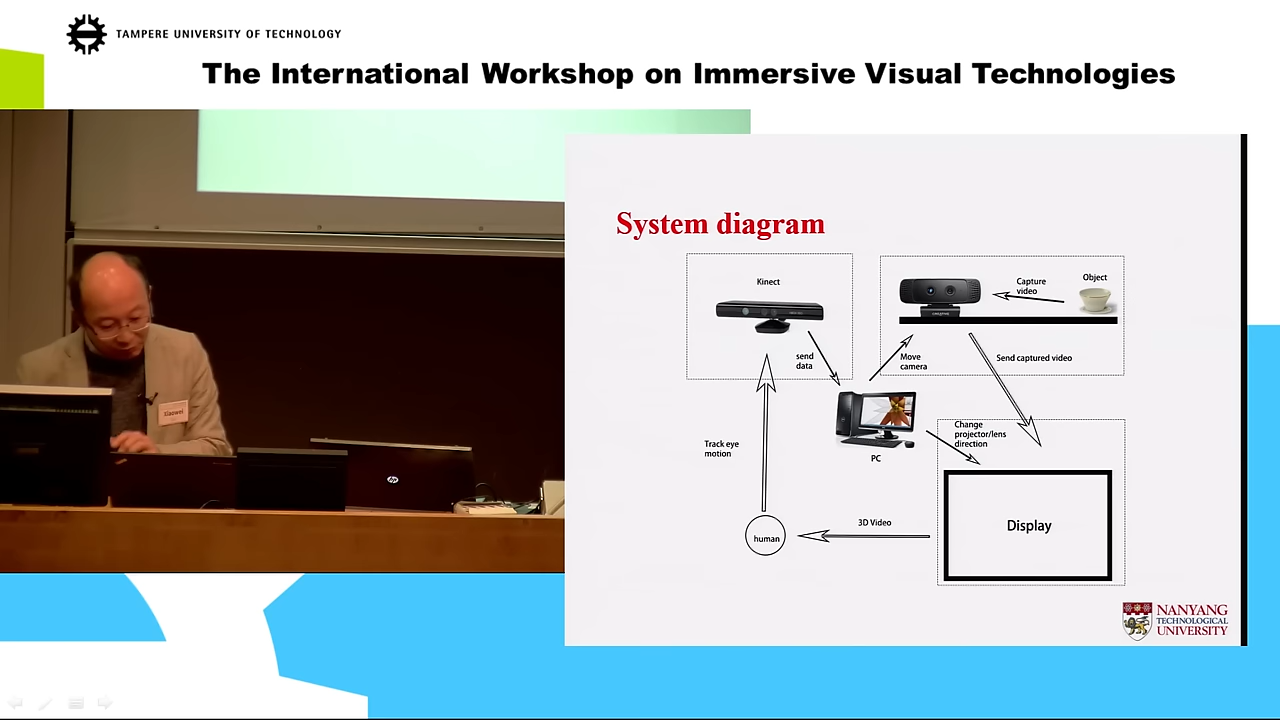 TAMPERE UNIVERSITY OF TECHNOLOGY
The International Workshop on Immersive Visual Technologies
System diagram
Kinect
Capture
video
Object
send
data
Move
camera
Send captured video
Track eye
motion
PC
Change
projector/lens
direction
3D Video
human
Display
Xiaowei
hp
NANYANG
TECHNOLOGICAL
UNIVERSITY